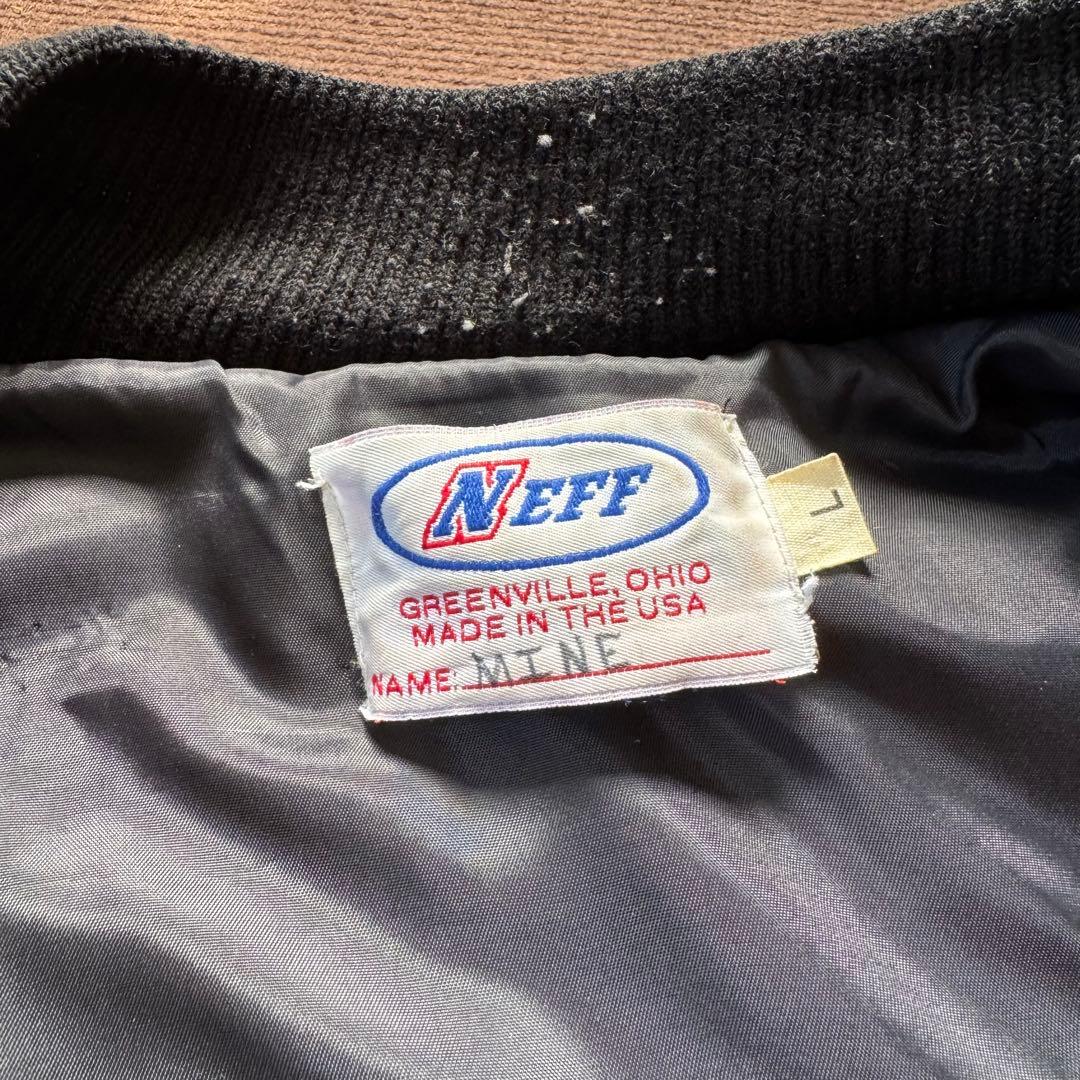 NEFF
L
GREENVILLE, OHIO
MADE IN THE USA
NAME: MINE